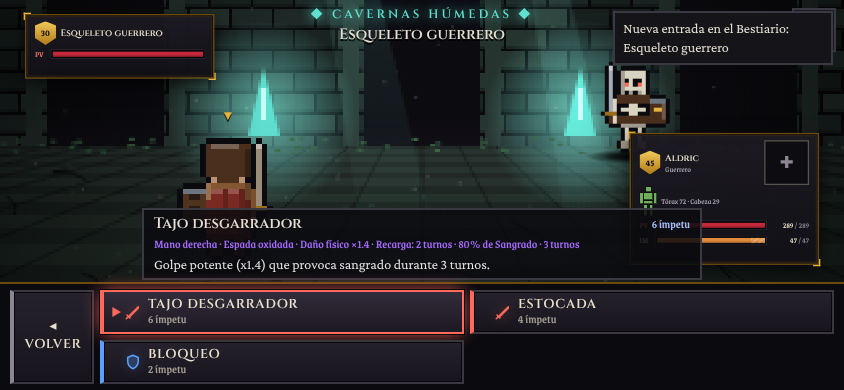 CAVERNAS HÚMEDAS
ESQUELETO GUERRERO
30
ESQUELETO GUERRERO
PV
Nueva entrada en el Bestiario:
Esqueleto guerrero
45
ALDRIC
Guerrero
Tórax 72 · Cabeza 29
289 / 289
47 / 47
TAJO DESGARRADOR
6 ímpetu
Mano derecha · Espada oxidada · Daño físico ×1.4 · Recarga: 2 turnos · 80% de Sangrado · 3 turnos
Golpe potente (x1.4) que provoca sangrado durante 3 turnos.
◄
VOLVER
TAJO DESGARRADOR
6 ímpetu
ESTOCADA
4 ímpetu
BLOQUEO
2 ímpetu